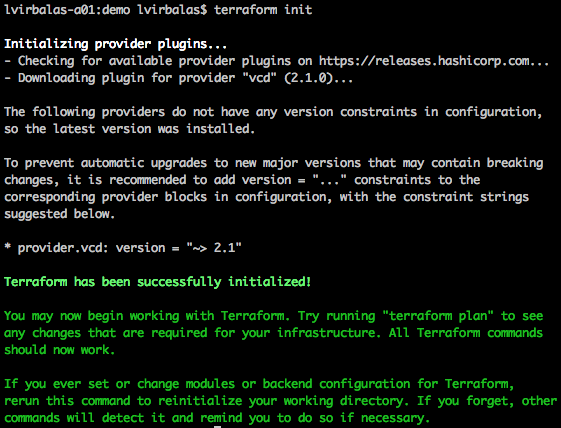 lvirbalas-a01:demo lvirbalas$ terraform init
Initializing provider plugins...
- Checking for available provider plugins on https://releases.hashicorp.com...
- Downloading plugin for provider "vcd" (2.1.0)...
The following providers do not have any version constraints in configuration,
so the latest version was installed.
To prevent automatic upgrades to new major versions that may contain breaking
changes, it is recommended to add version = "..." constraints to the
corresponding provider blocks in configuration, with the constraint strings
suggested below.
* provider.vcd: version = "~> 2.1"
Terraform has been successfully initialized!
You may now begin working with Terraform. Try running "terraform plan" to see
any changes that are required for your infrastructure. All Terraform commands
should now work.
If you ever set or change modules or backend configuration for Terraform,
rerun this command to reinitialize your working directory. If you forget, other
commands will detect it and remind you to do so if necessary.